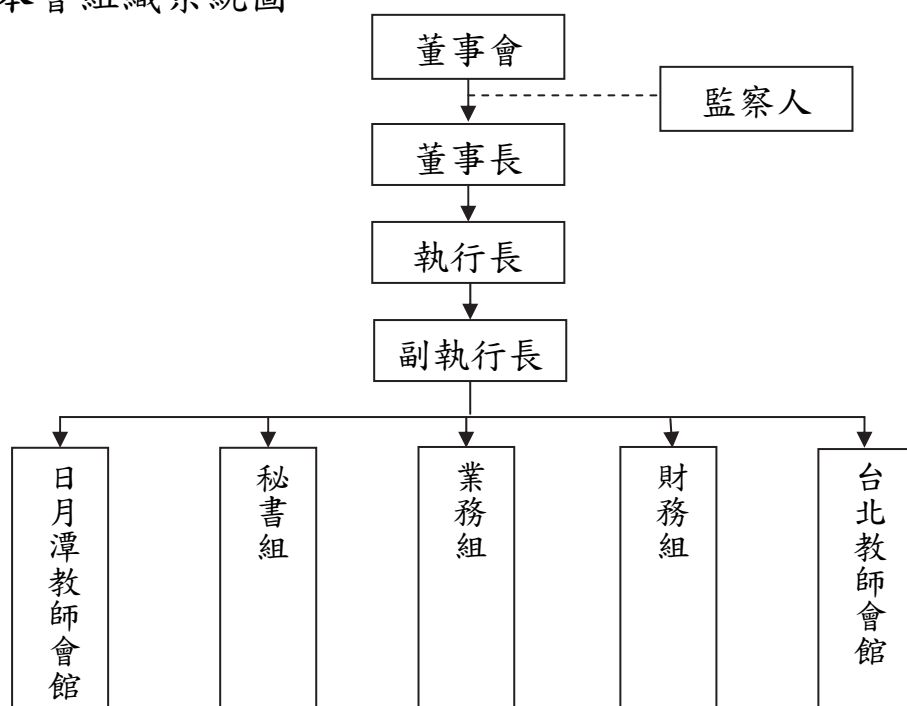 本會組織系統圖
董事會
監察人
董事長
執行長
副執行長
日月潭教師會館
秘書組
業務組
財務組
台北教師會館